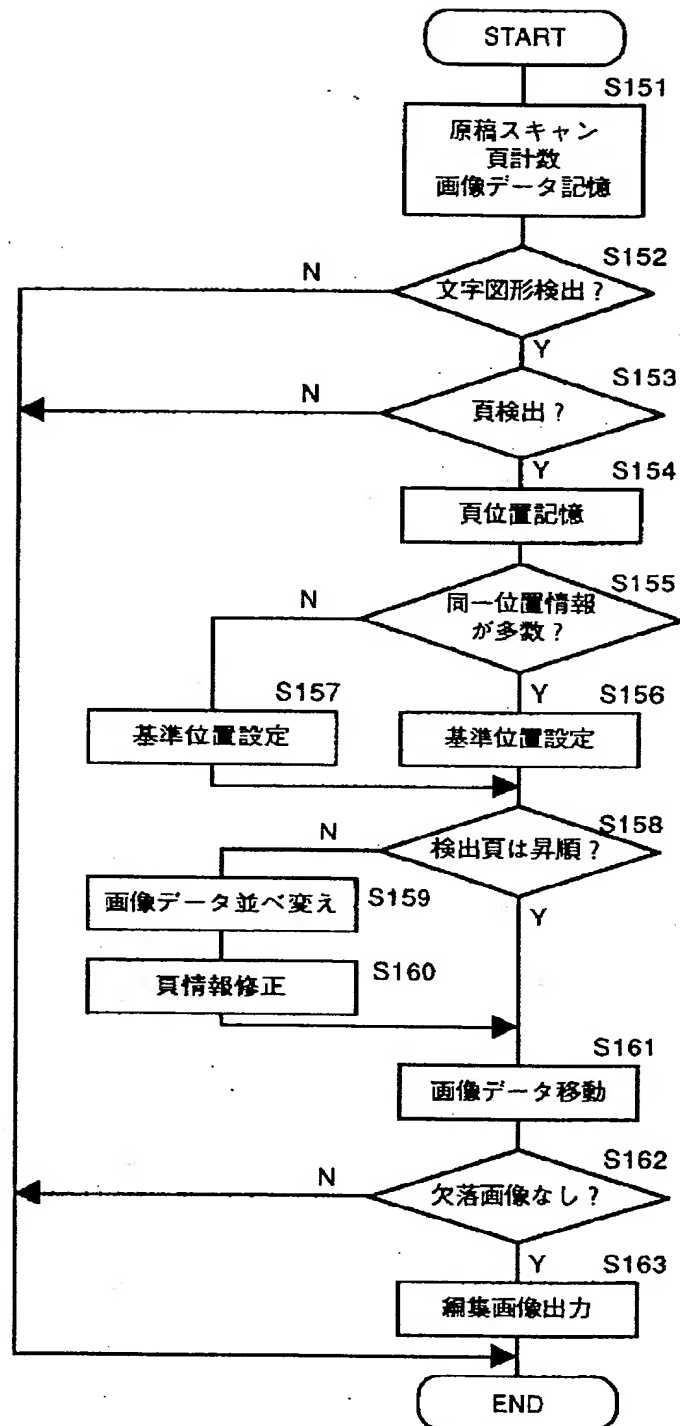 START
S151
原稿スキャン
頁計数
画像データ記憶
S152
文字図形検出?
N
Y
S153
頁検出?
N
Y
S154
頁位置記憶
S155
同一位置情報
が多数?
N
Y
S157
基準位置設定
S156
基準位置設定
S158
検出頁は昇順?
N
Y
画像データ並べ変え
S159
頁情報修正
S160
S161
画像データ移動
S162
欠落画像なし?
N
Y
S163
編集画像出力
END